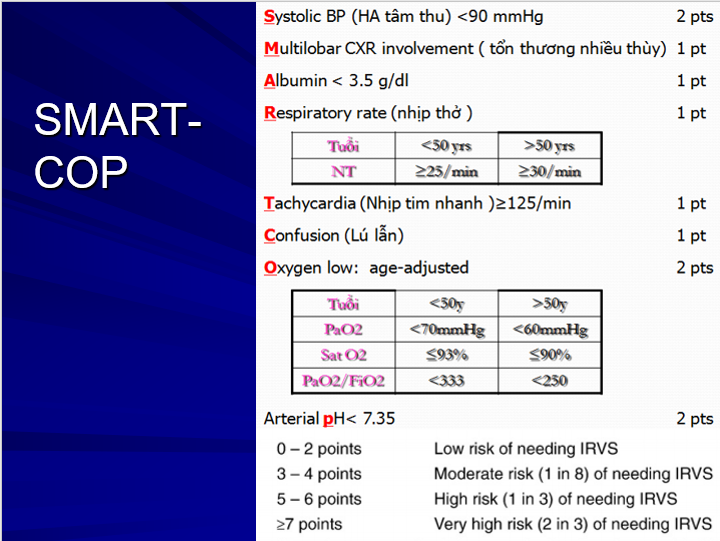 SMART-
COP
Systolic BP (HA tâm thu) <90 mmHg 2 pts
Multilobar CXR involvement ( tổn thương nhiều thùy) 1 pt
Albumin < 3.5 g/dl 1 pt
Respiratory rate (nhịp thở ) 1 pt
Tuổi <50 yrs >50 yrs
NT ≥25/min ≥30/min
Tachycardia (Nhịp tim nhanh )≥125/min 1 pt
Confusion (Lú lẫn) 1 pt
Oxygen low: age-adjusted 2 pts
Tuổi <50y >50y
PaO2 <70mmHg <60mmHg
Sat O2 ≤93% ≤90%
PaO2/FiO2 <333 <250
Arterial pH< 7.35 2 pts
0 – 2 points Low risk of needing IRVS
3 – 4 points Moderate risk (1 in 8) of needing IRVS
5 – 6 points High risk (1 in 3) of needing IRVS
≥7 points Very high risk (2 in 3) of needing IRVS